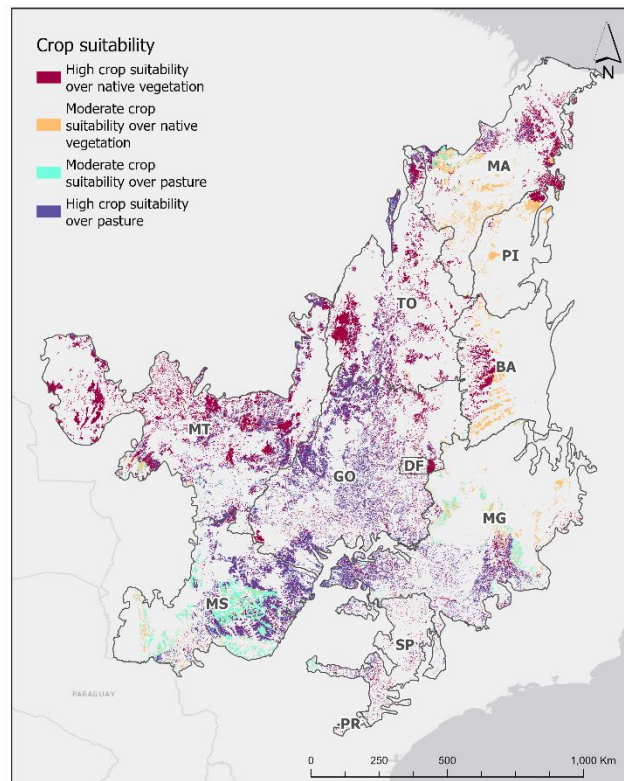 Crop suitability
High crop suitability
over native vegetation
Moderate crop
suitability over native
vegetation
Moderate crop
suitability over pasture
High crop suitability
over pasture
N
MA
PI
TO
BA
MT
DF
GO
MG
MS
SP
PARAGUAY
PR
0 250 500 1,000 Km